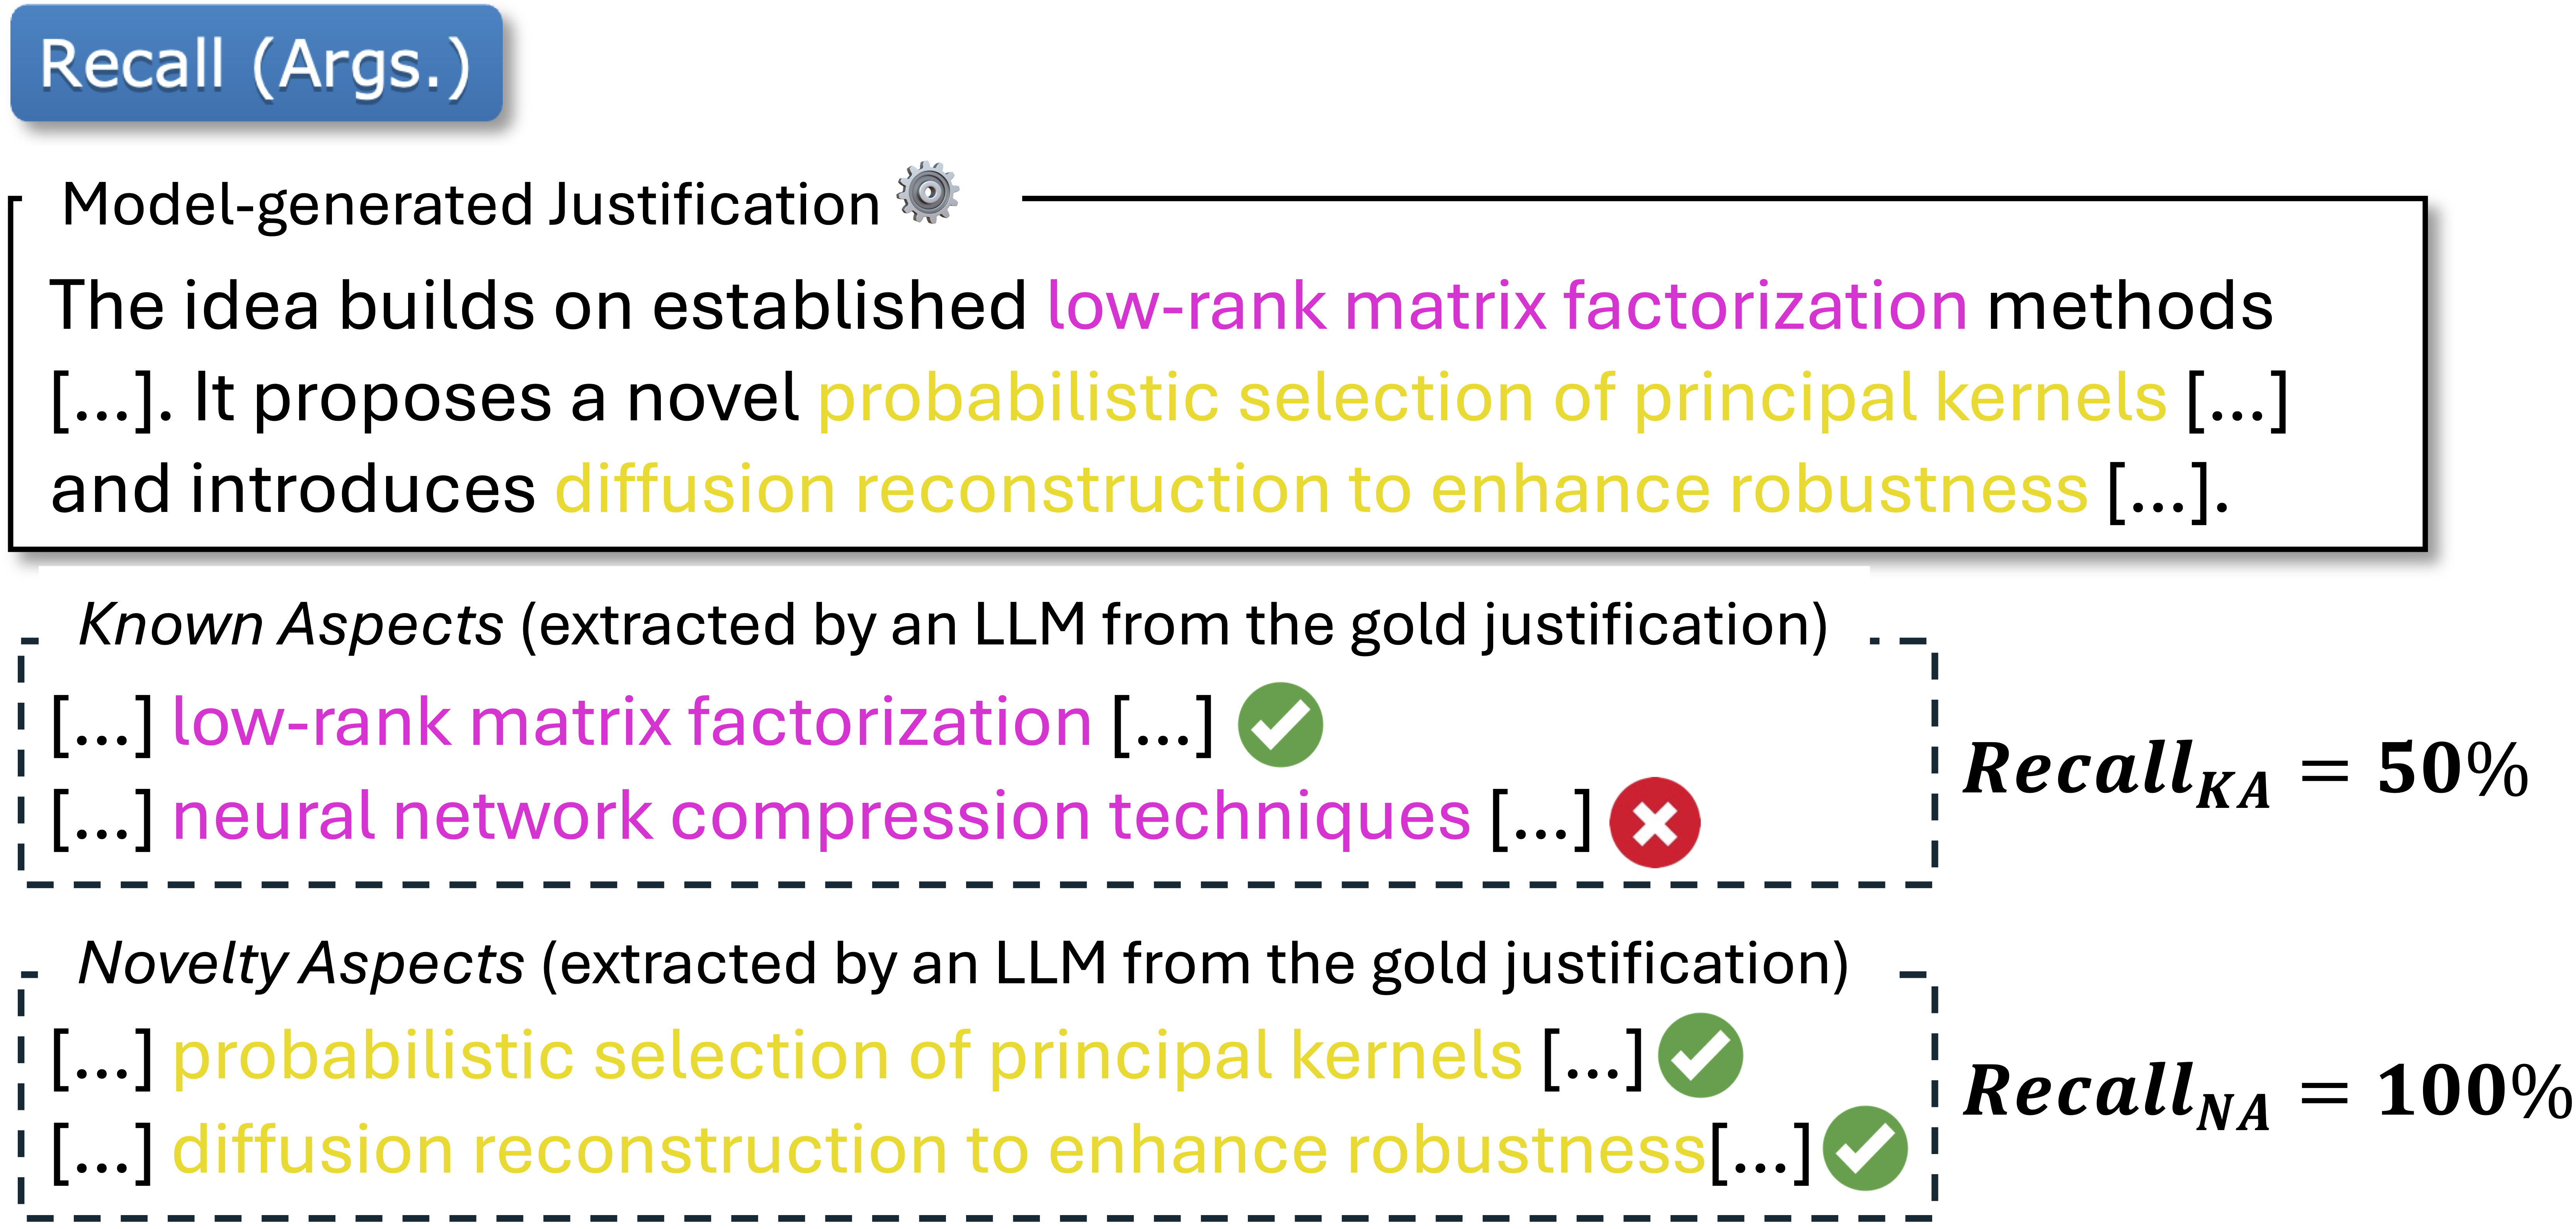 Recall (Args.)
Model-generated Justification
The idea builds on established low-rank matrix factorization methods
[...]. It proposes a novel probabilistic selection of principal kernels [...]
and introduces diffusion reconstruction to enhance robustness [...].
Known Aspects (extracted by an LLM from the gold justification)
[...] low-rank matrix factorization [...]
[...] neural network compression techniques [...]
Recall_KA = 50%
Novelty Aspects (extracted by an LLM from the gold justification)
[...] probabilistic selection of principal kernels [...]
[...] diffusion reconstruction to enhance robustness[...]
Recall_NA = 100%